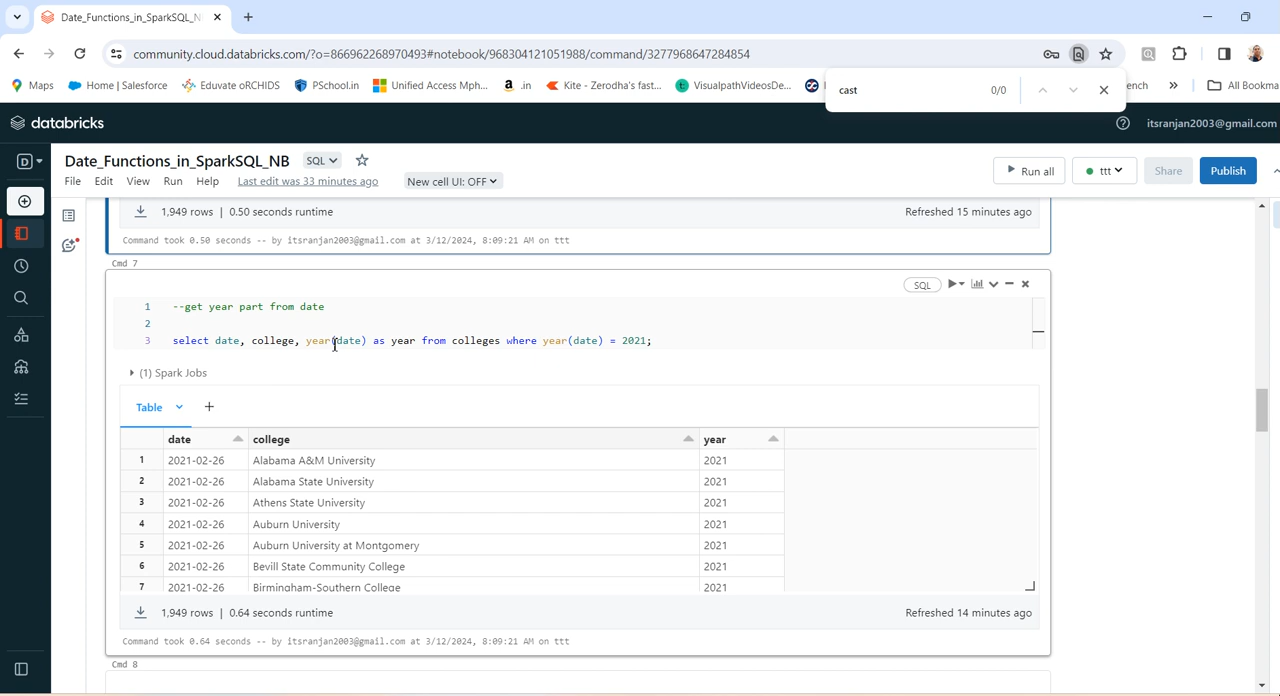 Date_Functions_in_SparkSQL_N
community.cloud.databricks.com/?o=866962268970493#notebook/968304121051988/command/3277968647284854
Maps
Home | Salesforce
Eduvate oRCHIDS
PSchool.in
Unified Access Mph...
.in
Kite - Zerodha's fast...
VisualpathVideosDe...
ench
»
All Bookma
cast
0/0
databricks
itsranjan2003@gmail.com
D
Date_Functions_in_SparkSQL_NB
SQL
File Edit View Run Help Last edit was 33 minutes ago New cell UI: OFF
Run all
ttt
Share
Publish
1,949 rows | 0.50 seconds runtime
Refreshed 15 minutes ago
Command took 0.50 seconds -- by itsranjan2003@gmail.com at 3/12/2024, 8:09:21 AM on ttt
Cmd 7
SQL
1 --get year part from date
2
3 select date, college, year(date) as year from colleges where year(date) = 2021;
(1) Spark Jobs
Table +
date college year
1 2021-02-26 Alabama A&M University 2021
2 2021-02-26 Alabama State University 2021
3 2021-02-26 Athens State University 2021
4 2021-02-26 Auburn University 2021
5 2021-02-26 Auburn University at Montgomery 2021
6 2021-02-26 Bevill State Community College 2021
7 2021-02-26 Birmingham-Southern College 2021
1,949 rows | 0.64 seconds runtime
Refreshed 14 minutes ago
Command took 0.64 seconds -- by itsranjan2003@gmail.com at 3/12/2024, 8:09:21 AM on ttt
Cmd 8